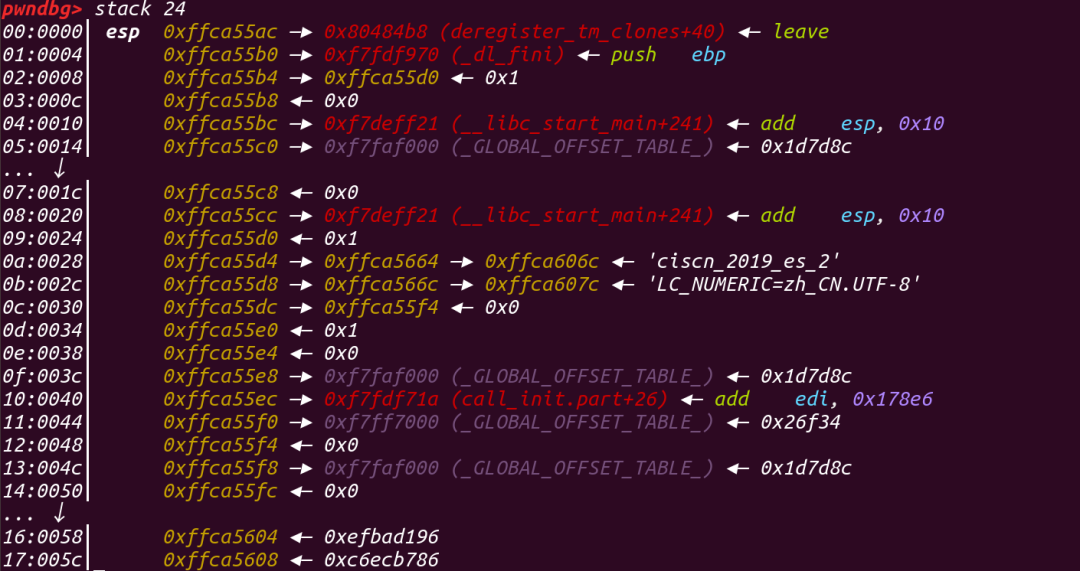 pwndbg> stack 24
00:0000│ esp 0xffca55ac —▸ 0x80484b8 (deregister_tm_clones+40) ◂— leave
01:0004│ 0xffca55b0 —▸ 0xf7fdf970 (_dl_fini) ◂— push ebp
02:0008│ 0xffca55b4 —▸ 0xffca55d0 ◂— 0x1
03:000c│ 0xffca55b8 ◂— 0x0
04:0010│ 0xffca55bc —▸ 0xf7deff21 (__libc_start_main+241) ◂— add esp, 0x10
05:0014│ 0xffca55c0 —▸ 0xf7faf000 (_GLOBAL_OFFSET_TABLE_) ◂— 0x1d7d8c
... ↓
07:001c│ 0xffca55c8 ◂— 0x0
08:0020│ 0xffca55cc —▸ 0xf7deff21 (__libc_start_main+241) ◂— add esp, 0x10
09:0024│ 0xffca55d0 ◂— 0x1
0a:0028│ 0xffca55d4 —▸ 0xffca5664 —▸ 0xffca606c ◂— 'ciscn_2019_es_2'
0b:002c│ 0xffca55d8 —▸ 0xffca566c —▸ 0xffca607c ◂— 'LC_NUMERIC=zh_CN.UTF-8'
0c:0030│ 0xffca55dc —▸ 0xffca55f4 ◂— 0x0
0d:0034│ 0xffca55e0 ◂— 0x1
0e:0038│ 0xffca55e4 ◂— 0x0
0f:003c│ 0xffca55e8 —▸ 0xf7faf000 (_GLOBAL_OFFSET_TABLE_) ◂— 0x1d7d8c
10:0040│ 0xffca55ec —▸ 0xf7fdf71a (call_init.part+26) ◂— add edi, 0x178e6
11:0044│ 0xffca55f0 —▸ 0xf7ff7000 (_GLOBAL_OFFSET_TABLE_) ◂— 0x26f34
12:0048│ 0xffca55f4 ◂— 0x0
13:004c│ 0xffca55f8 —▸ 0xf7faf000 (_GLOBAL_OFFSET_TABLE_) ◂— 0x1d7d8c
14:0050│ 0xffca55fc ◂— 0x0
... ↓
16:0058│ 0xffca5604 ◂— 0xefbad196
17:005c│ 0xffca5608 ◂— 0xc6ecb786